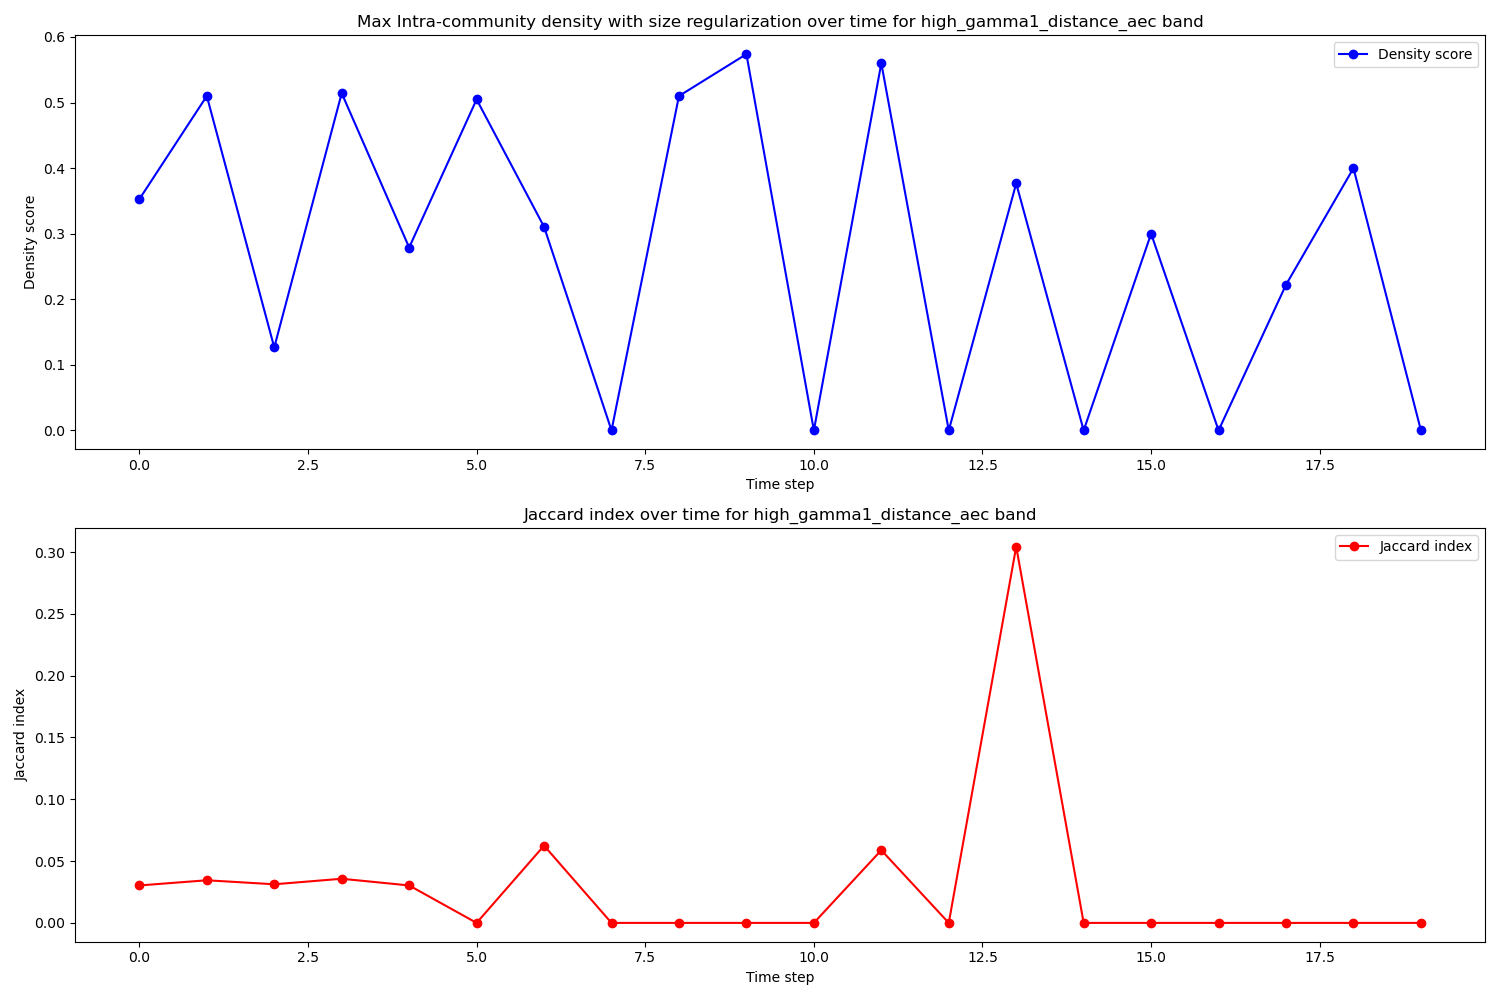 Max Intra-community density with size regularization over time for high_gamma1_distance_aec band
Density score
0.6
0.5
0.4
0.3
0.2
0.1
0.0
Density score
0.0 2.5 5.0 7.5 10.0 12.5 15.0 17.5
Time step
Jaccard index over time for high_gamma1_distance_aec band
Jaccard index
0.30
0.25
0.20
0.15
0.10
0.05
0.00
Jaccard index
0.0 2.5 5.0 7.5 10.0 12.5 15.0 17.5
Time step